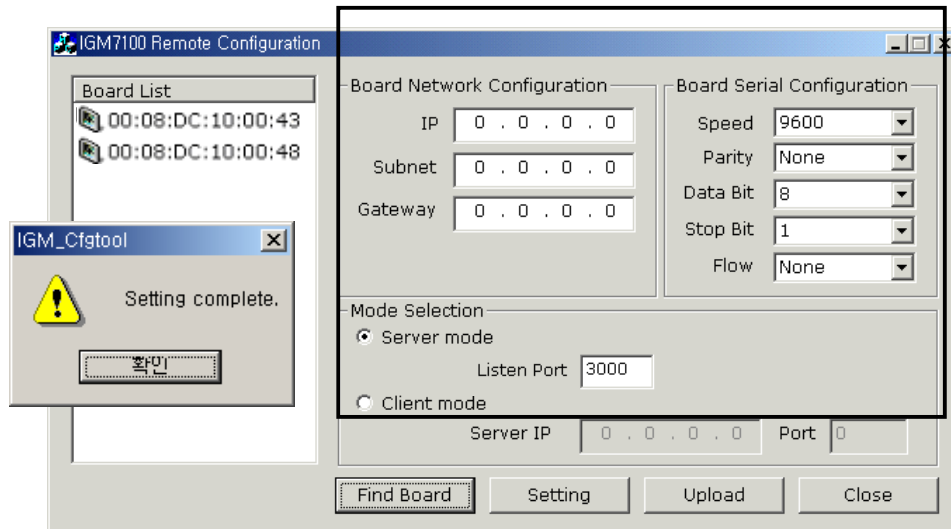 IGM7100 Remote Configuration
Board List
00:08:DC:10:00:43
00:08:DC:10:00:48
Board Network Configuration
IP 0 . 0 . 0 . 0
Subnet 0 . 0 . 0 . 0
Gateway 0 . 0 . 0 . 0
Board Serial Configuration
Speed 9600
Parity None
Data Bit 8
Stop Bit 1
Flow None
IGM_Cfgtool
Setting complete.
확인
Mode Selection
Server mode
Listen Port 3000
Client mode
Server IP 0 . 0 . 0 . 0 Port 0
Find Board Setting Upload Close